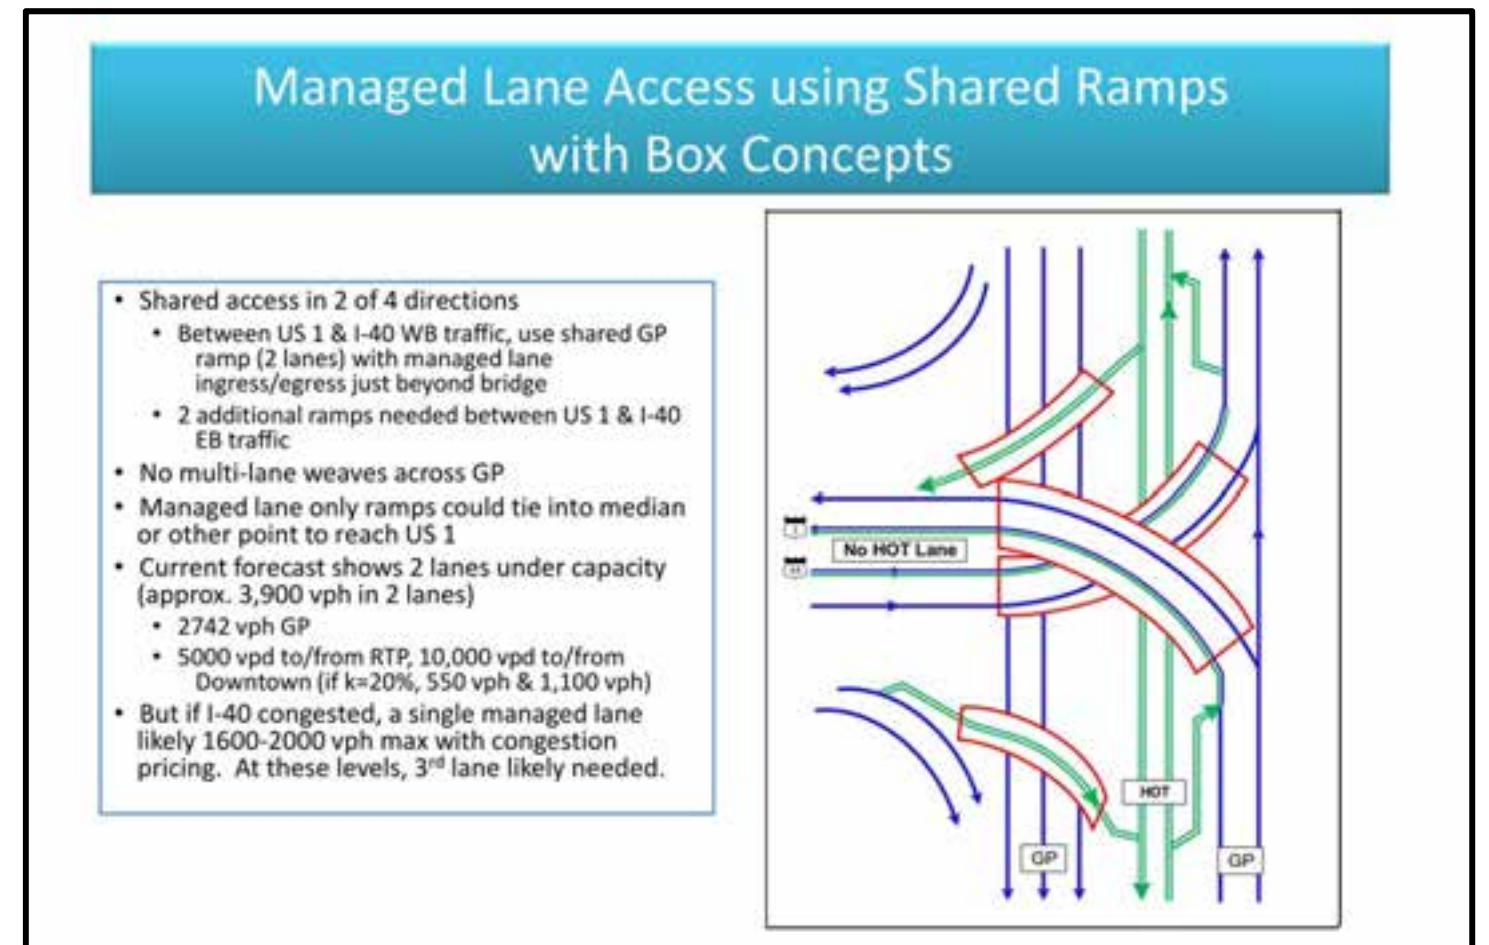 Managed Lane Access using Shared Ramps
with Box Concepts
• Shared access in 2 of 4 directions
• Between US 1 & I-40 WB traffic, use shared GP
ramp (2 lanes) with managed lane
ingress/egress just beyond bridge
• 2 additional ramps needed between US 1 & I-40
EB traffic
• No multi-lane weaves across GP
• Managed lane only ramps could tie into median
or other point to reach US 1
• Current forecast shows 2 lanes under capacity
(approx. 3,900 vph in 2 lanes)
• 2742 vph GP
• 5000 vpd to/from RTP, 10,000 vpd to/from
Downtown (if k=20%, 550 vph & 1,100 vph)
• But if I-40 congested, a single managed lane
likely 1600-2000 vph max with congestion
pricing. At these levels, 3rd lane likely needed.
No HOT Lane
HOT
GP
GP